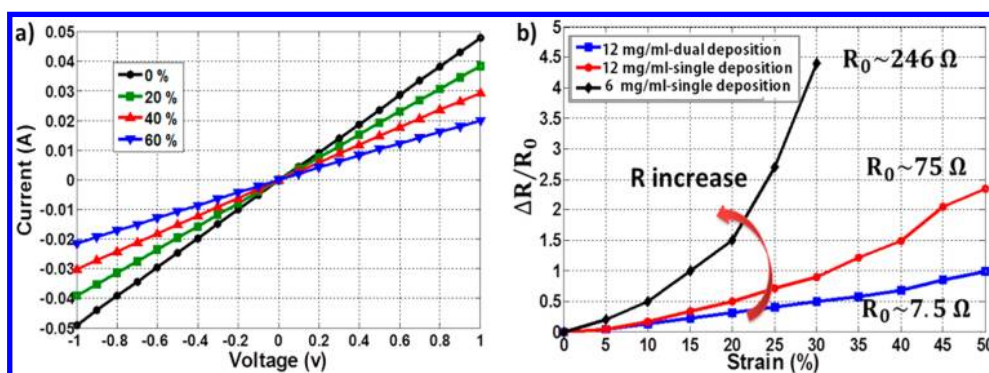 a)
0.05
0.04
0.03
0.02
0.01
0
-0.01
-0.02
-0.03
-0.04
-0.05
Current (A)
0 %
20 %
40 %
60 %
-1 -0.8 -0.6 -0.4 -0.2 0 0.2 0.4 0.6 0.8 1
Voltage (v)
b)
5
4.5
4
3.5
3
2.5
2
1.5
1
0.5
0
ΔR/R0
12 mg/ml-dual deposition
12 mg/ml-single deposition
6 mg/ml-single deposition
R0~246 Ω
R0~75 Ω
R increase
R0~7.5 Ω
0 5 10 15 20 25 30 35 40 45 50
Strain (%)